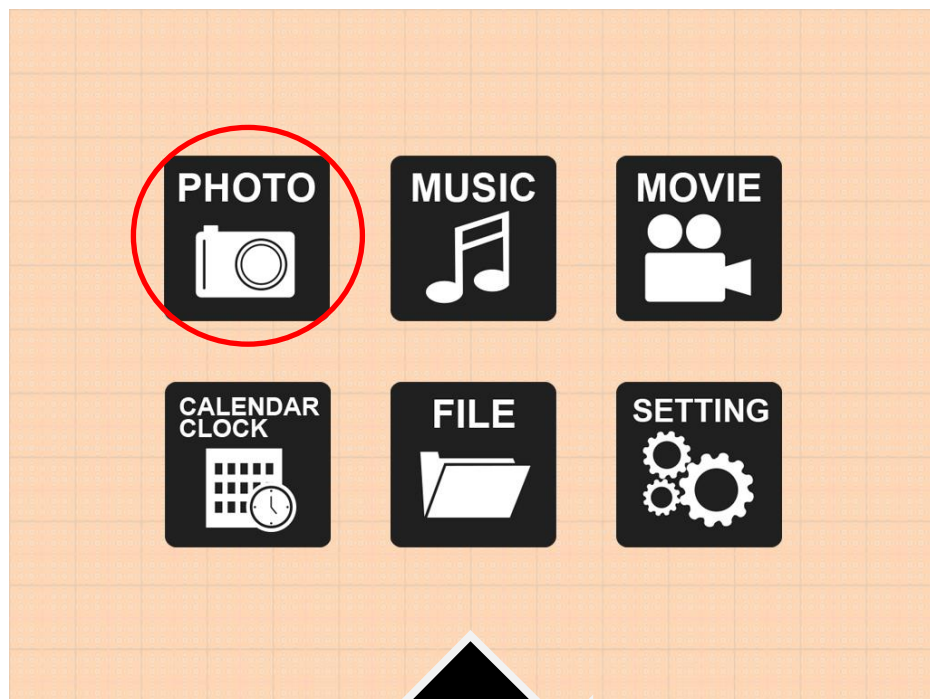 PHOTO
MUSIC
MOVIE
CALENDAR
CLOCK
FILE
SETTING